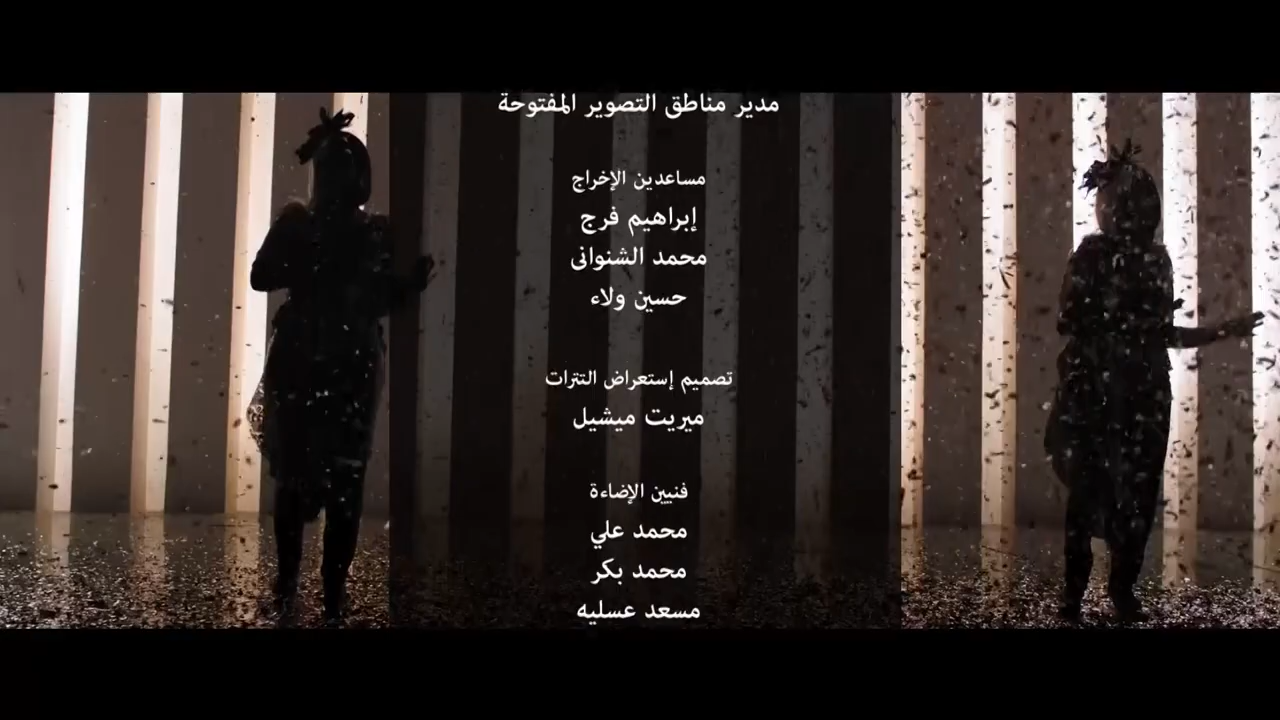 مدير مناطق التصوير المفتوحة
مساعدين الإخراج
إبراهيم فرج
محمد الشنوانى
حسين ولاء
تصميم إستعراض التترات
ميريت ميشيل
فنيين الإضاءة
محمد علي
محمد بكر
مسعد عسليه